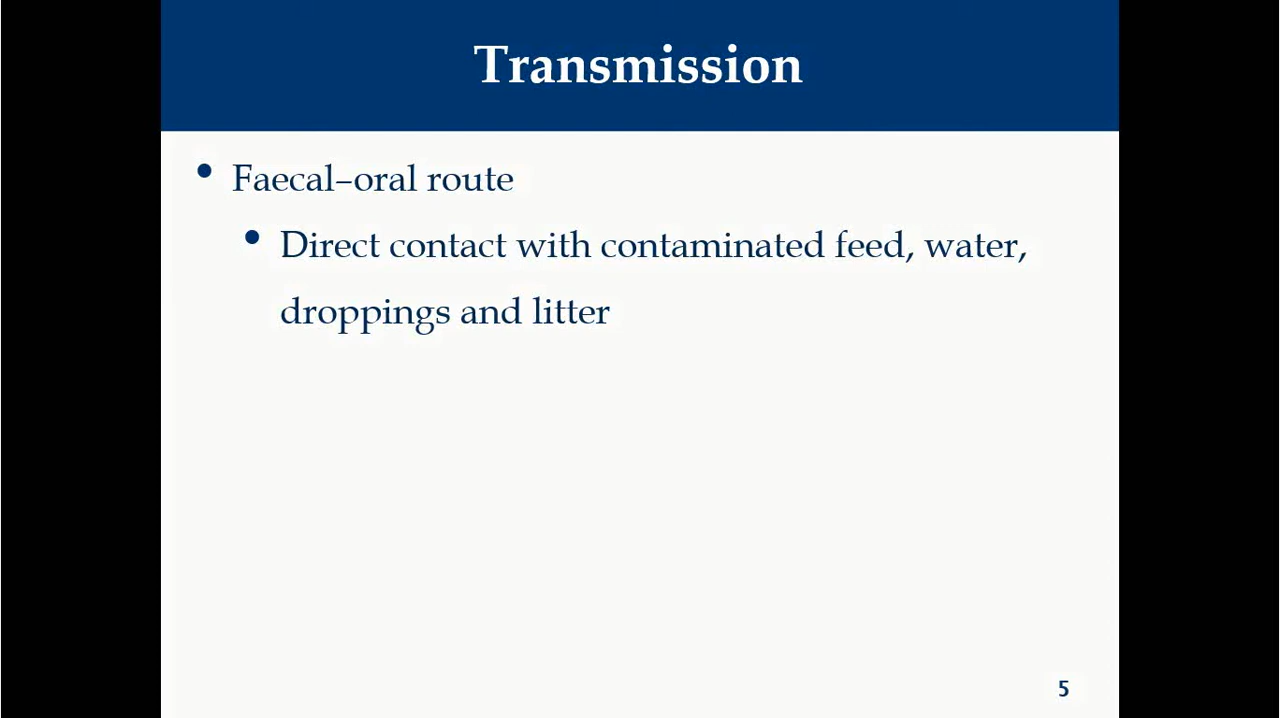 Transmission
• Faecal–oral route
• Direct contact with contaminated feed, water,
droppings and litter
5